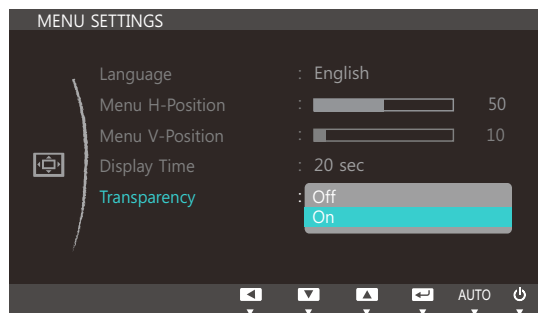 MENU SETTINGS
Language : English
Menu H-Position : 50
Menu V-Position : 10
Display Time : 20 sec
Transparency : Off
On
AUTO